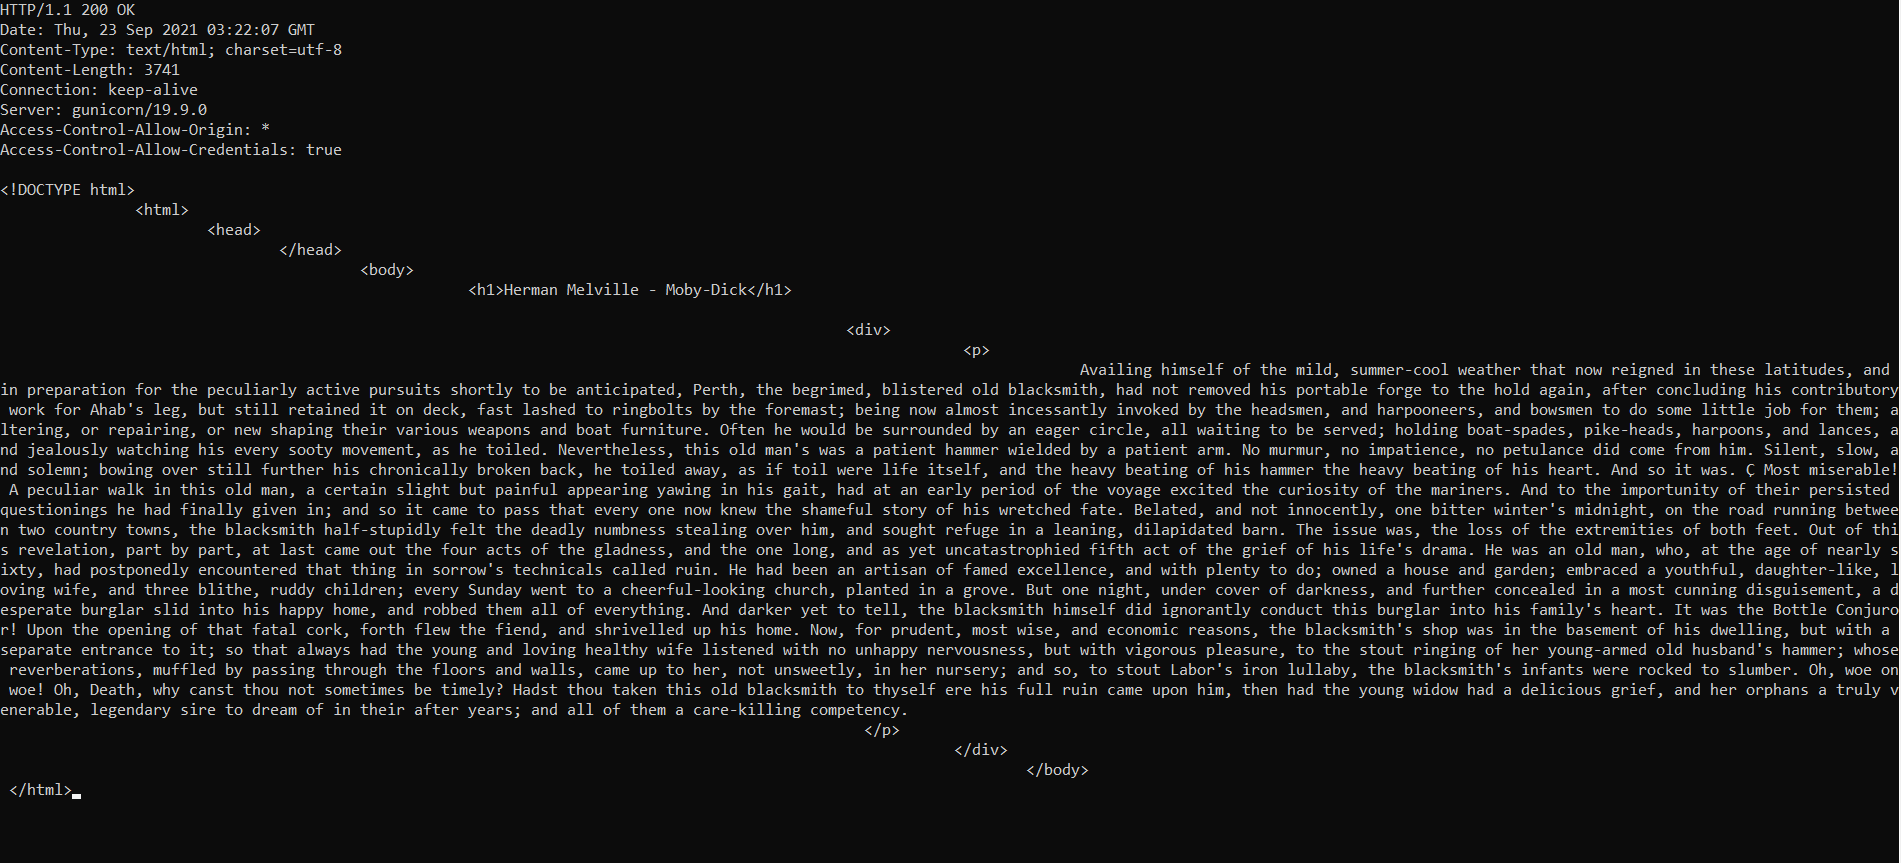 HTTP/1.1 200 OK
Date: Thu, 23 Sep 2021 03:22:07 GMT
Content-Type: text/html; charset=utf-8
Content-Length: 3741
Connection: keep-alive
Server: gunicorn/19.9.0
Access-Control-Allow-Origin: *
Access-Control-Allow-Credentials: true
<!DOCTYPE html>
<html>
<head>
</head>
<body>
<h1>Herman Melville - Moby-Dick</h1>
<div>
<p>
Availing himself of the mild, summer-cool weather that now reigned in these latitudes, and
in preparation for the peculiarly active pursuits shortly to be anticipated, Perth, the begrimed, blistered old blacksmith, had not removed his portable forge to the hold again, after concluding his contributory
work for Ahab's leg, but still retained it on deck, fast lashed to ringbolts by the foremast; being now almost incessantly invoked by the headsmen, and harpooneers, and bowsmen to do some little job for them; a
ltering, or repairing, or new shaping their various weapons and boat furniture. Often he would be surrounded by an eager circle, all waiting to be served; holding boat-spades, pike-heads, harpoons, and lances, a
nd jealously watching his every sooty movement, as he toiled. Nevertheless, this old man's was a patient hammer wielded by a patient arm. No murmur, no impatience, no petulance did come from him. Silent, slow, a
nd solemn; bowing over still further his chronically broken back, he toiled away, as if toil were life itself, and the heavy beating of his hammer the heavy beating of his heart. And so it was. Ç Most miserable!
A peculiar walk in this old man, a certain slight but painful appearing yawing in his gait, had at an early period of the voyage excited the curiosity of the mariners. And to the importunity of their persisted
questionings he had finally given in; and so it came to pass that every one now knew the shameful story of his wretched fate. Belated, and not innocently, one bitter winter's midnight, on the road running betwee
n two country towns, the blacksmith half-stupidly felt the deadly numbness stealing over him, and sought refuge in a leaning, dilapidated barn. The issue was, the loss of the extremities of both feet. Out of thi
s revelation, part by part, at last came out the four acts of the gladness, and the one long, and as yet uncatastrophied fifth act of the grief of his life's drama. He was an old man, who, at the age of nearly s
ixty, had postponedly encountered that thing in sorrow's technicals called ruin. He had been an artisan of famed excellence, and with plenty to do; owned a house and garden; embraced a youthful, daughter-like, l
oving wife, and three blithe, ruddy children; every Sunday went to a cheerful-looking church, planted in a grove. But one night, under cover of darkness, and further concealed in a most cunning disguisement, a d
esperate burglar slid into his happy home, and robbed them all of everything. And darker yet to tell, the blacksmith himself did ignorantly conduct this burglar into his family's heart. It was the Bottle Conjuro
r! Upon the opening of that fatal cork, forth flew the fiend, and shrivelled up his home. Now, for prudent, most wise, and economic reasons, the blacksmith's shop was in the basement of his dwelling, but with a
separate entrance to it; so that always had the young and loving healthy wife listened with no unhappy nervousness, but with vigorous pleasure, to the stout ringing of her young-armed old husband's hammer; whose
reverberations, muffled by passing through the floors and walls, came up to her, not unsweetly, in her nursery; and so, to stout Labor's iron lullaby, the blacksmith's infants were rocked to slumber. Oh, woe on
woe! Oh, Death, why canst thou not sometimes be timely? Hadst thou taken this old blacksmith to thyself ere his full ruin came upon him, then had the young widow had a delicious grief, and her orphans a truly v
enerable, legendary sire to dream of in their after years; and all of them a care-killing competency.
</p>
</div>
</body>
</html>